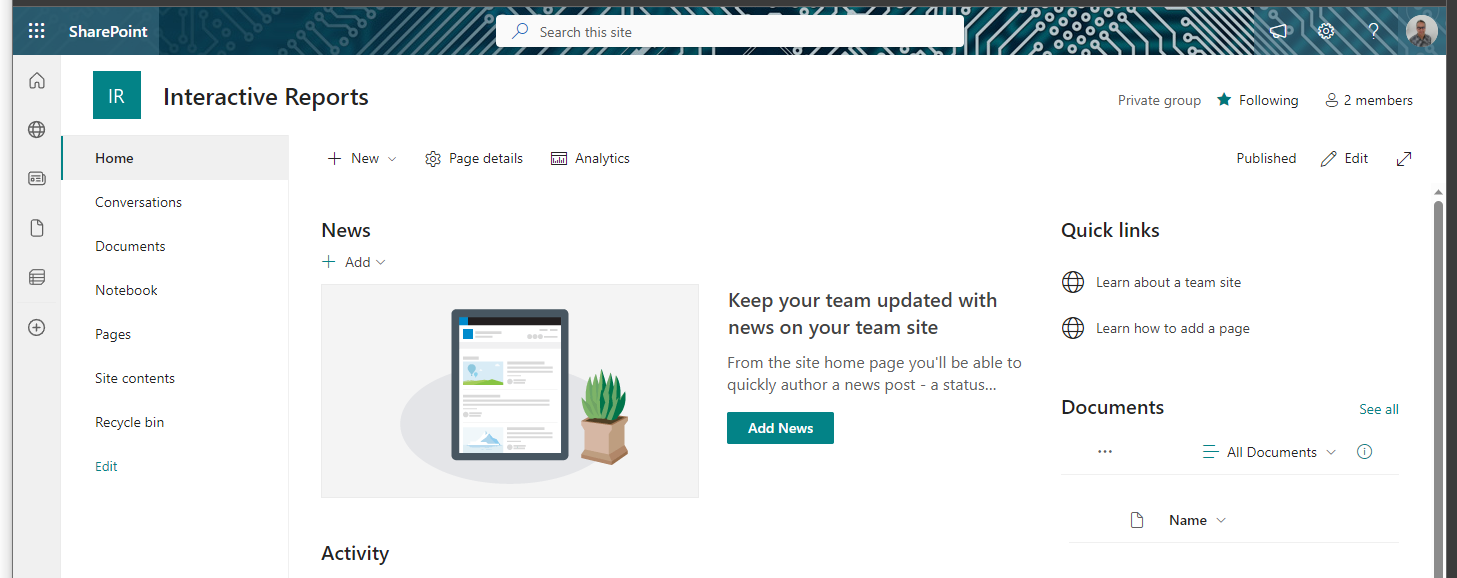 SharePoint
Search this site
IR
Interactive Reports
Private group
Following
2 members
Home
Conversations
Documents
Notebook
Pages
Site contents
Recycle bin
Edit
New
Page details
Analytics
Published
Edit
News
Add
Keep your team updated with
news on your team site
From the site home page you'll be able to
quickly author a news post - a status...
Add News
Activity
Quick links
Learn about a team site
Learn how to add a page
Documents
See all
All Documents
Name